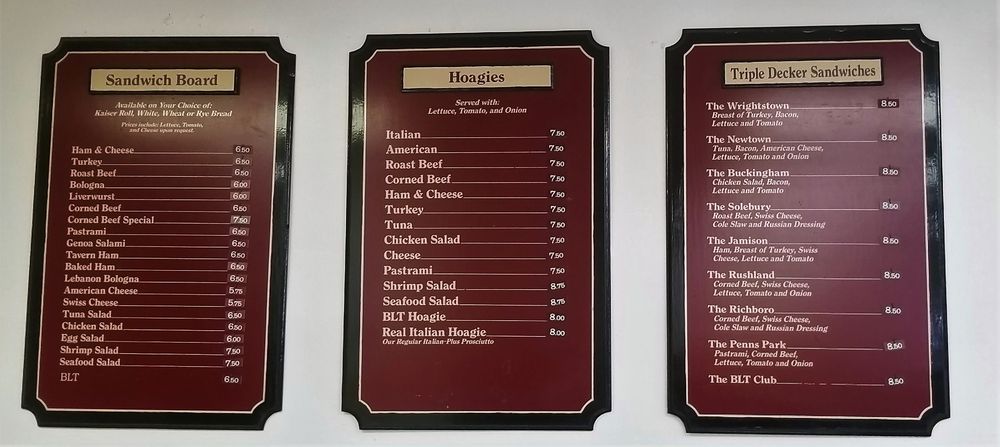 Sandwich Board
Available on Your Choice of:
Kaiser Roll, White, Wheat or Rye Bread
Prices include: Lettuce, Tomato,
and Cheese upon request.
Ham & Cheese 6.50
Turkey 6.50
Roast Beef 6.50
Bologna 6.00
Liverwurst 6.00
Corned Beef 6.50
Corned Beef Special 7.50
Pastrami 6.50
Genoa Salami 6.50
Tavern Ham 6.50
Baked Ham 6.50
Lebanon Bologna 6.50
American Cheese 5.75
Swiss Cheese 5.75
Tuna Salad 6.50
Chicken Salad 6.50
Egg Salad 6.00
Shrimp Salad 7.50
Seafood Salad 7.50
BLT 6.50
Hoagies
Served with:
Lettuce, Tomato, and Onion
Italian 7.50
American 7.50
Roast Beef 7.50
Corned Beef 7.50
Ham & Cheese 7.50
Turkey 7.50
Tuna 7.50
Chicken Salad 7.50
Cheese 7.50
Pastrami 7.50
Shrimp Salad 8.75
Seafood Salad 8.75
BLT Hoagie 8.00
Real Italian Hoagie 8.00
Our Regular Italian-Plus Prosciutto
Triple Decker Sandwiches
The Wrightstown 8.50
Breast of Turkey, Bacon,
Lettuce and Tomato
The Newtown 8.50
Tuna, Bacon, American Cheese,
Lettuce, Tomato and Onion
The Buckingham 8.50
Chicken Salad, Bacon,
Lettuce and Tomato
The Solebury 8.50
Roast Beef, Swiss Cheese,
Cole Slaw and Russian Dressing
The Jamison 8.50
Ham, Breast of Turkey, Swiss
Cheese, Lettuce and Tomato
The Rushland 8.50
Corned Beef, Swiss Cheese,
Lettuce, Tomato and Onion
The Richboro 8.50
Corned Beef, Swiss Cheese,
Cole Slaw and Russian Dressing
The Penns Park 8.50
Pastrami, Corned Beef,
Lettuce, Tomato and Onion
The BLT Club 8.50